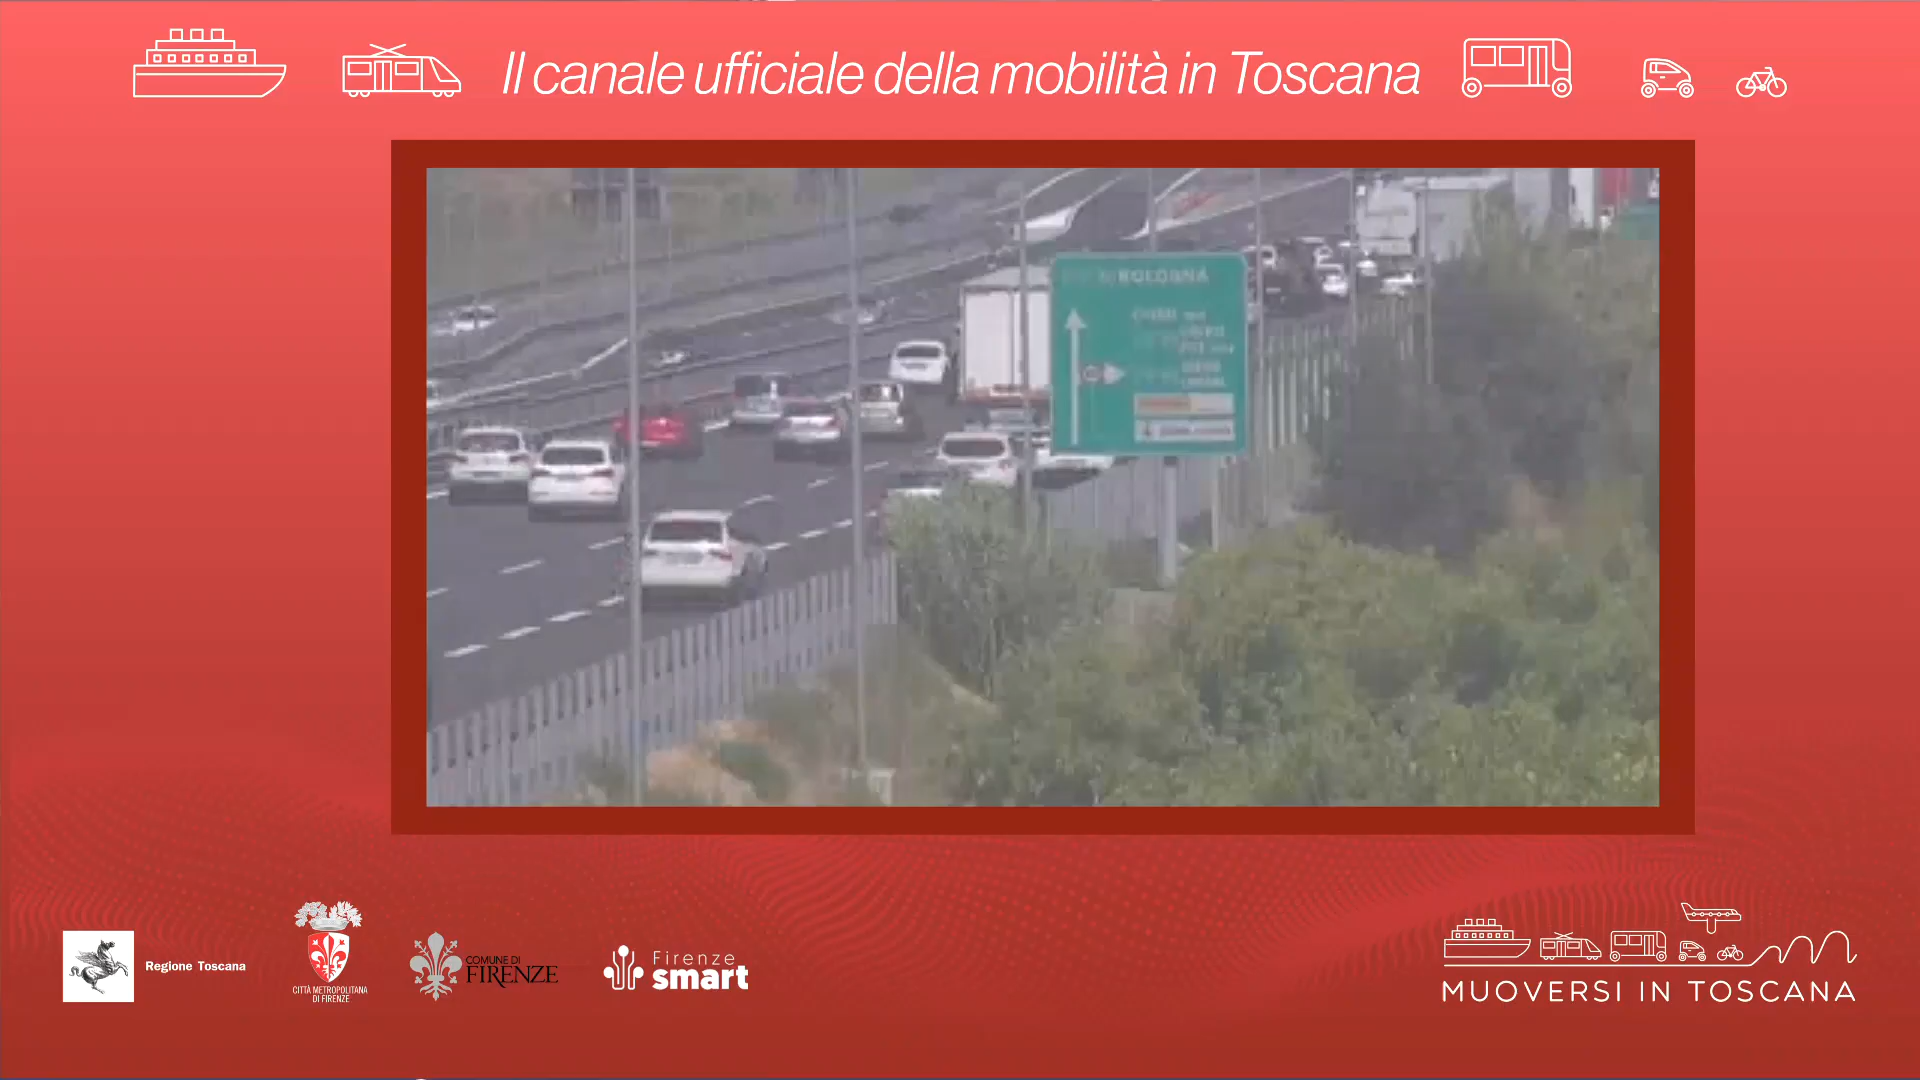 Il canale ufficiale della mobilità in Toscana
BOLOGNA
Regione Toscana
CITTÀ METROPOLITANA
DI FIRENZE
COMUNE DI
FIRENZE
Firenze
smart
MUOVERSI IN TOSCANA